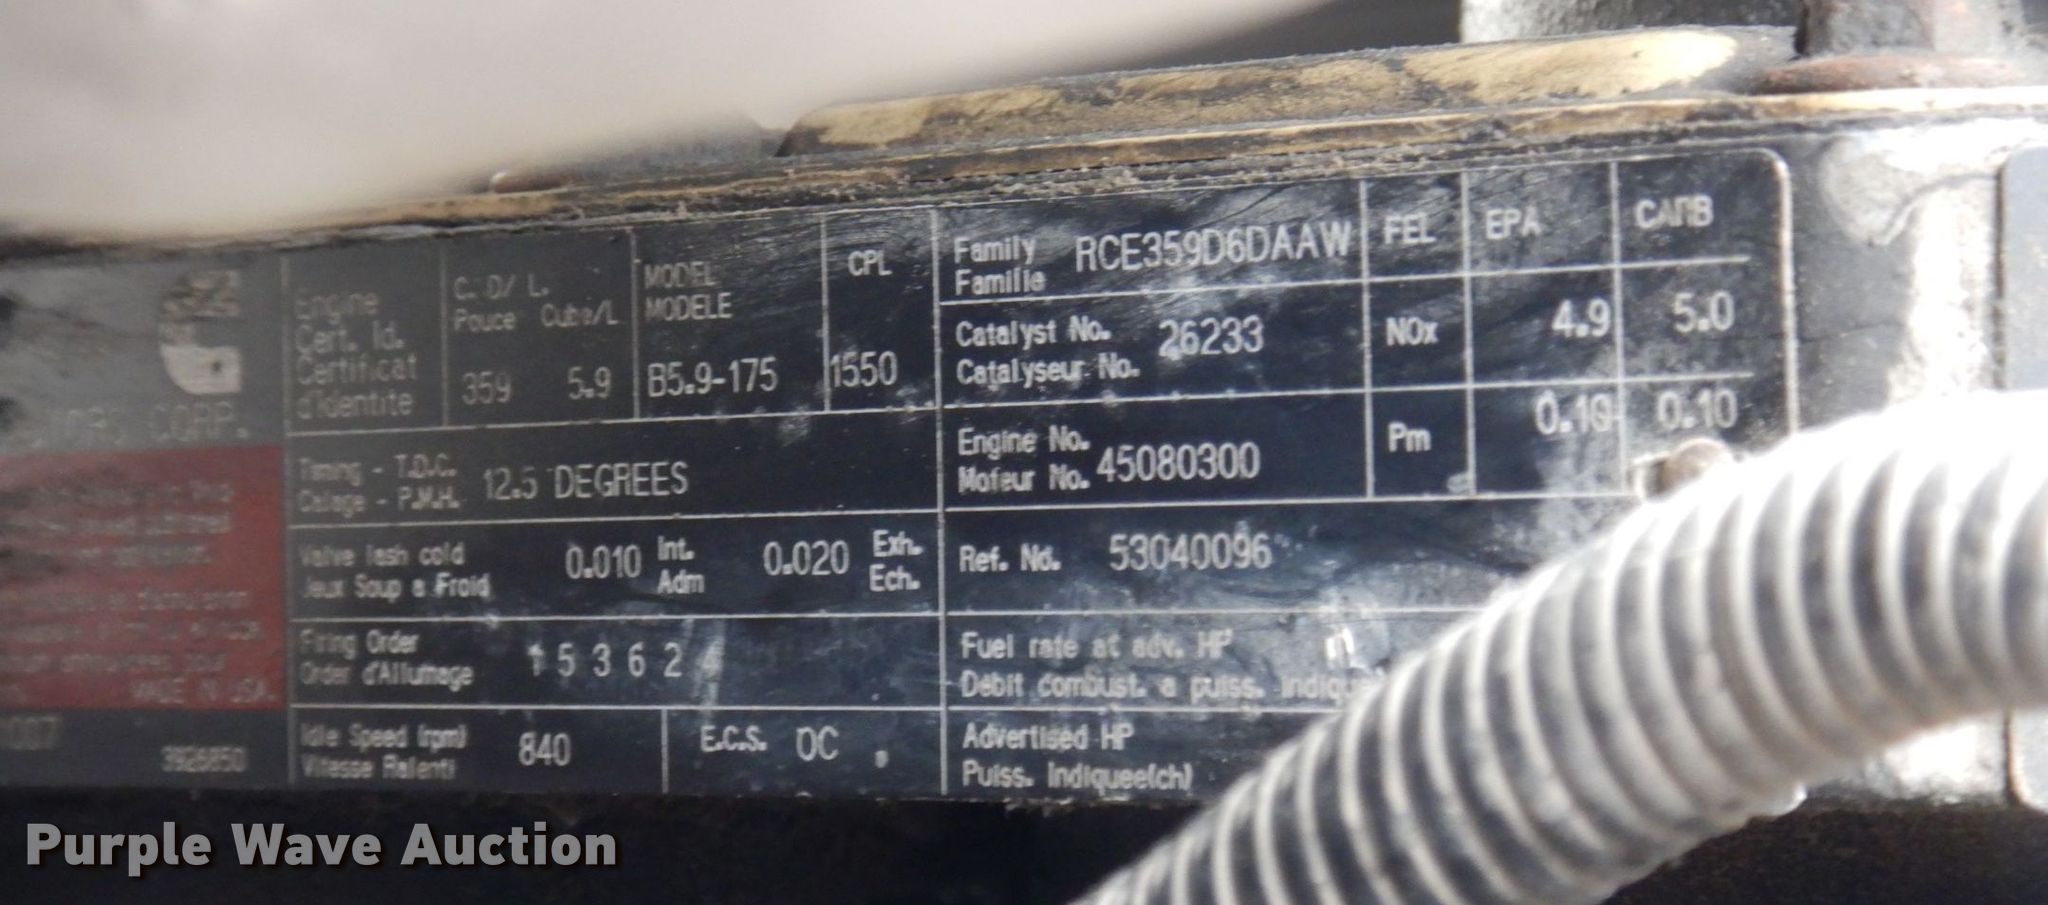 Engine
Cert. Id.
Certificat
d'Identite
C. D/ L.
Pouce Cube/L
359 5.9
MODEL
MODELE
B5.9-175
CPL
1550
Family
Famille
RCE359D6DAAW
FEL
EPA
CARB
Catalyst No.
Catalyseur No.
26233
NOx
4.9
5.0
Engine No.
Moteur No.
45080300
Pm
0.10
0.10
CORP.
Timing - T.D.C.
Calage - P.M.H.
12.5 DEGREES
Valve lash cold
Jeux Soup a Froid
0.010 Int.
Adm
0.020 Exh.
Ech.
Ref. No. 53040096
Firing Order
Order d'Allumage
1 5 3 6 2 4
Fuel rate at adv. HP
Debit combust. a puiss. indique
MADE IN USA.
3926850
Idle Speed (rpm)
Vitesse Ralenti
840
E.C.S. OC
Advertised HP
Puiss. Indiquee(ch)
Purple Wave Auction